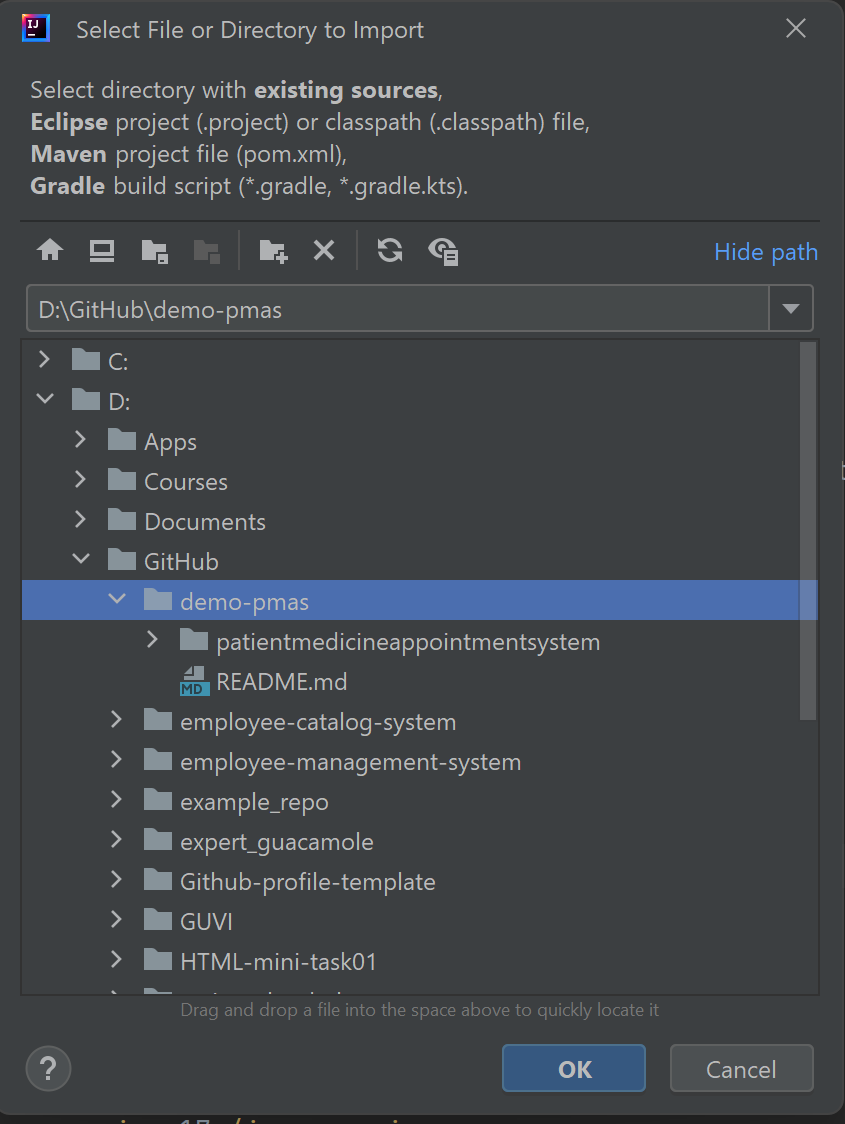 IJ
Select File or Directory to Import
Select directory with existing sources,
Eclipse project (.project) or classpath (.classpath) file,
Maven project file (pom.xml),
Gradle build script (*.gradle, *.gradle.kts).
Hide path
D:\GitHub\demo-pmas
C:
D:
Apps
Courses
Documents
GitHub
demo-pmas
patientmedicineappointmentsystem
MD README.md
employee-catalog-system
employee-management-system
example_repo
expert_guacamole
Github-profile-template
GUVI
HTML-mini-task01
Drag and drop a file into the space above to quickly locate it
? OK Cancel